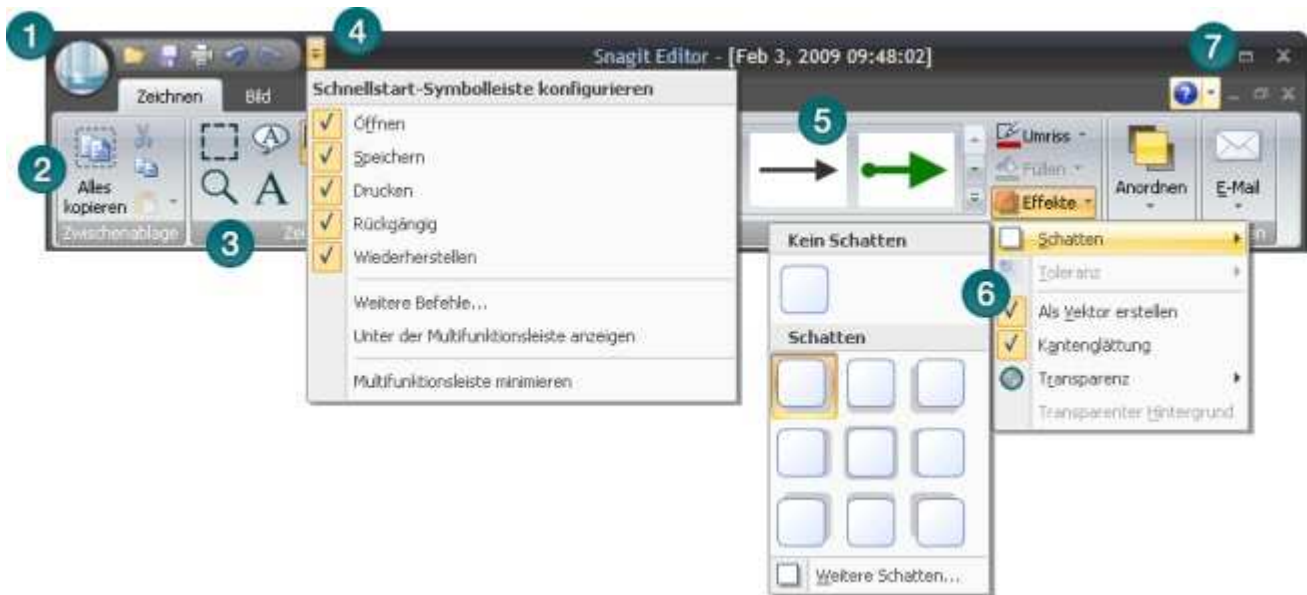 1
4
7
Snagit Editor - [Feb 3, 2009 09:48:02]
Zeichnen
Bild
Schnellstart-Symbolleiste konfigurieren
Öffnen
Speichern
Drucken
Rückgängig
Wiederherstellen
Weitere Befehle...
Unter der Multifunktionsleiste anzeigen
Multifunktionsleiste minimieren
2
Alles
kopieren
Zwischenablage
A
A
3
Ze
5
Umriss
Füllen
Effekte
Anordnen
E-Mail
n
6
Schatten
Toleranz
Als Vektor erstellen
Kantenglättung
Transparenz
Transparenter Hintergrund
Kein Schatten
Schatten
Weitere Schatten...